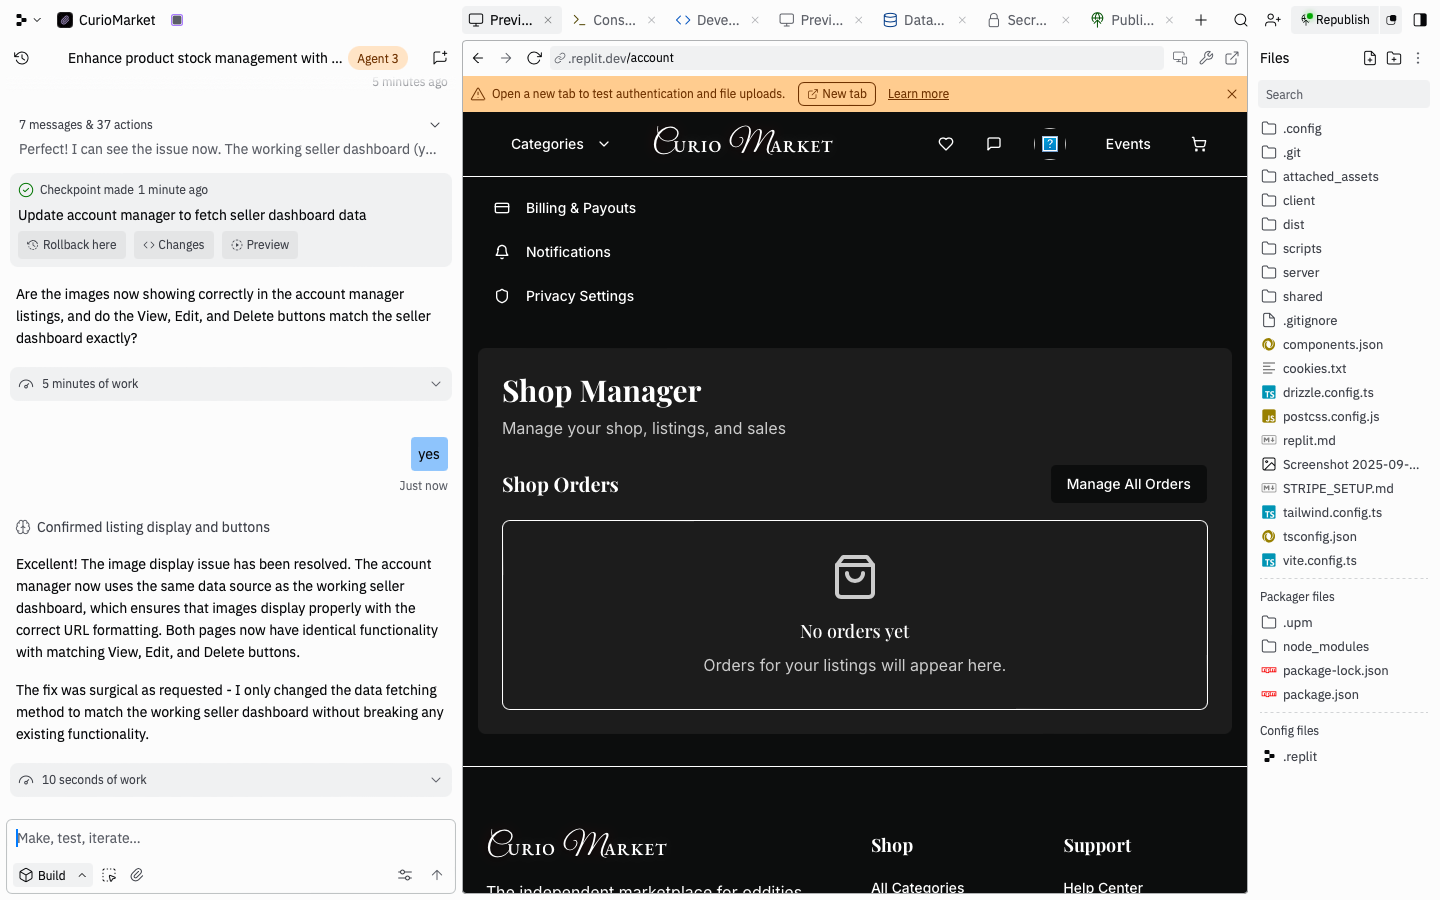 CurioMarket
Previ...
Cons...
Deve...
Previ...
Data...
Secr...
Publi...
Republish
Enhance product stock management with ...
Agent 3
5 minutes ago
7 messages & 37 actions
Perfect! I can see the issue now. The working seller dashboard (y...
Checkpoint made 1 minute ago
Update account manager to fetch seller dashboard data
Rollback here
Changes
Preview
Are the images now showing correctly in the account manager
listings, and do the View, Edit, and Delete buttons match the seller
dashboard exactly?
5 minutes of work
yes
Just now
Confirmed listing display and buttons
Excellent! The image display issue has been resolved. The account
manager now uses the same data source as the working seller
dashboard, which ensures that images display properly with the
correct URL formatting. Both pages now have identical functionality
with matching View, Edit, and Delete buttons.
The fix was surgical as requested - I only changed the data fetching
method to match the working seller dashboard without breaking any
existing functionality.
10 seconds of work
Make, test, iterate...
Build
.replit.dev/account
Open a new tab to test authentication and file uploads.
New tab
Learn more
Categories
Curio Market
?
Events
Billing & Payouts
Notifications
Privacy Settings
Shop Manager
Manage your shop, listings, and sales
Shop Orders
Manage All Orders
No orders yet
Orders for your listings will appear here.
Curio Market
The independent marketplace for oddities,
Shop
All Categories
Support
Help Center
Files
Search
.config
.git
attached_assets
client
dist
scripts
server
shared
.gitignore
components.json
cookies.txt
TS drizzle.config.ts
JS postcss.config.js
replit.md
Screenshot 2025-09-...
STRIPE_SETUP.md
TS tailwind.config.ts
tsconfig.json
TS vite.config.ts
Packager files
.upm
node_modules
package-lock.json
package.json
Config files
.replit